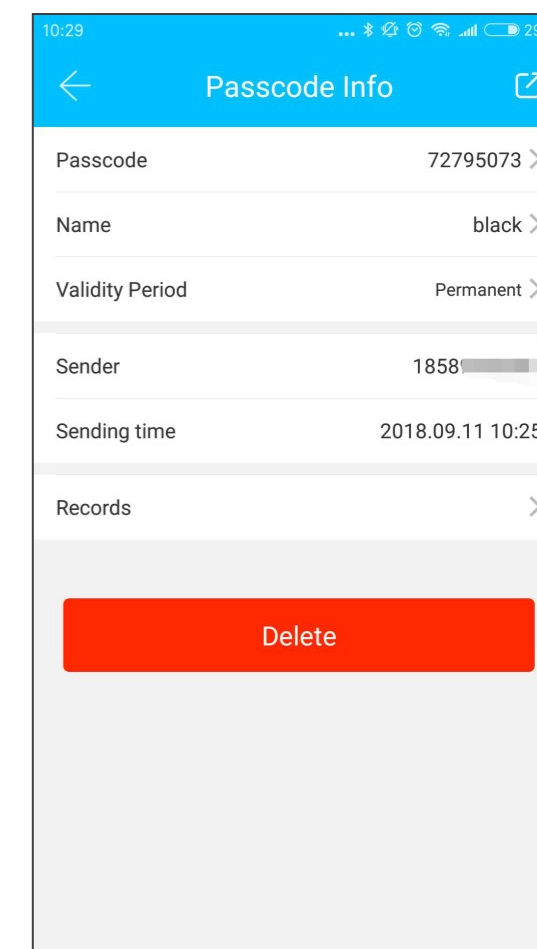 10:29
Passcode Info
Passcode 72795073
Name black
Validity Period Permanent
Sender 1858
Sending time 2018.09.11 10:25
Records
Delete